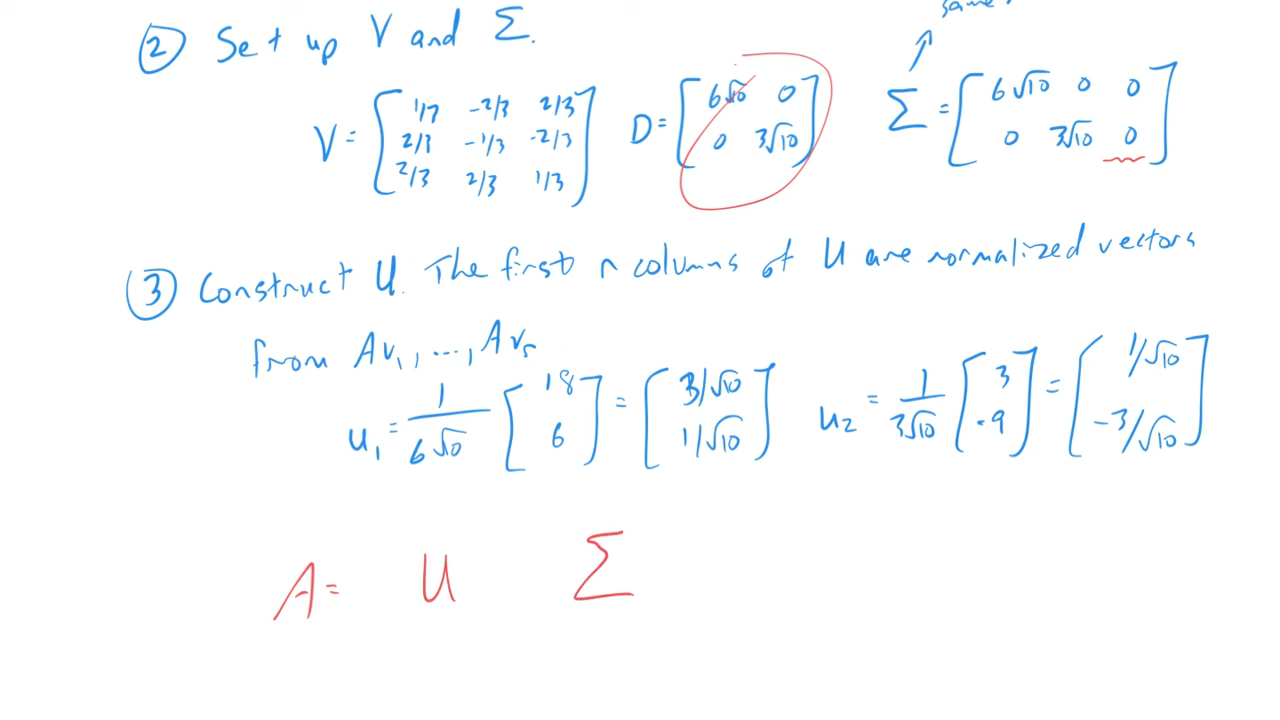 same
② Set up V and Σ.
V = [ 1/7 -2/3 2/3 ; 2/3 -1/3 -2/3 ; 2/3 2/3 1/3 ] D = [ 6√10 0 ; 0 3√10 ] Σ = [ 6√10 0 0 ; 0 3√10 0 ]
③ Construct U. The first r columns of U are normalized vectors
from Av₁, ..., Avᵣ
u₁ = 1/6√10 [ 18 ; 6 ] = [ 3/√10 ; 1/√10 ] u₂ = 1/3√10 [ 3 ; -9 ] = [ 1/√10 ; -3/√10 ]
A = U Σ